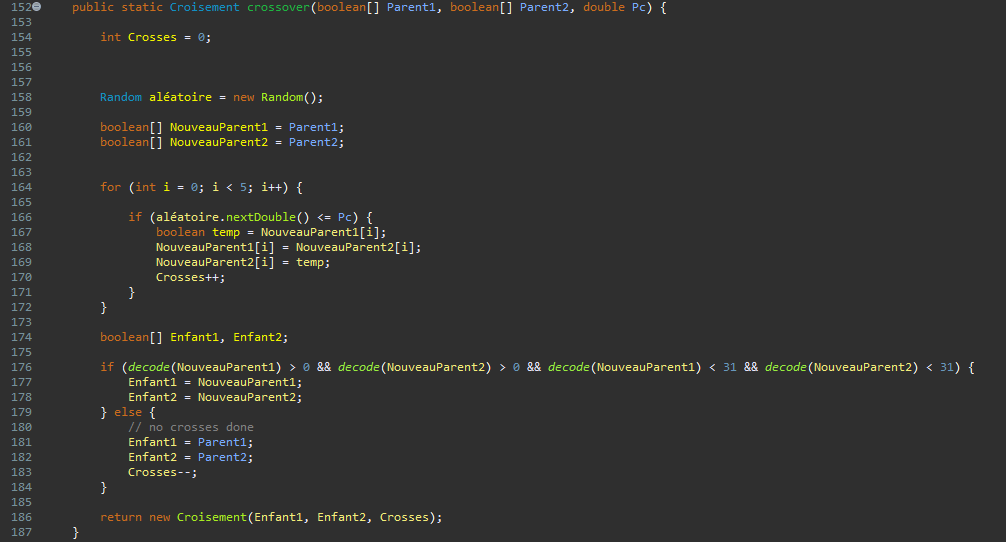 152 public static Croisement crossover(boolean[] Parent1, boolean[] Parent2, double Pc) {
153
154 int Crosses = 0;
155
156
157
158 Random aléatoire = new Random();
159
160 boolean[] NouveauParent1 = Parent1;
161 boolean[] NouveauParent2 = Parent2;
162
163
164 for (int i = 0; i < 5; i++) {
165
166 if (aléatoire.nextDouble() <= Pc) {
167 boolean temp = NouveauParent1[i];
168 NouveauParent1[i] = NouveauParent2[i];
169 NouveauParent2[i] = temp;
170 Crosses++;
171 }
172 }
173
174 boolean[] Enfant1, Enfant2;
175
176 if (decode(NouveauParent1) > 0 && decode(NouveauParent2) > 0 && decode(NouveauParent1) < 31 && decode(NouveauParent2) < 31) {
177 Enfant1 = NouveauParent1;
178 Enfant2 = NouveauParent2;
179 } else {
180 // no crosses done
181 Enfant1 = Parent1;
182 Enfant2 = Parent2;
183 Crosses--;
184 }
185
186 return new Croisement(Enfant1, Enfant2, Crosses);
187 }